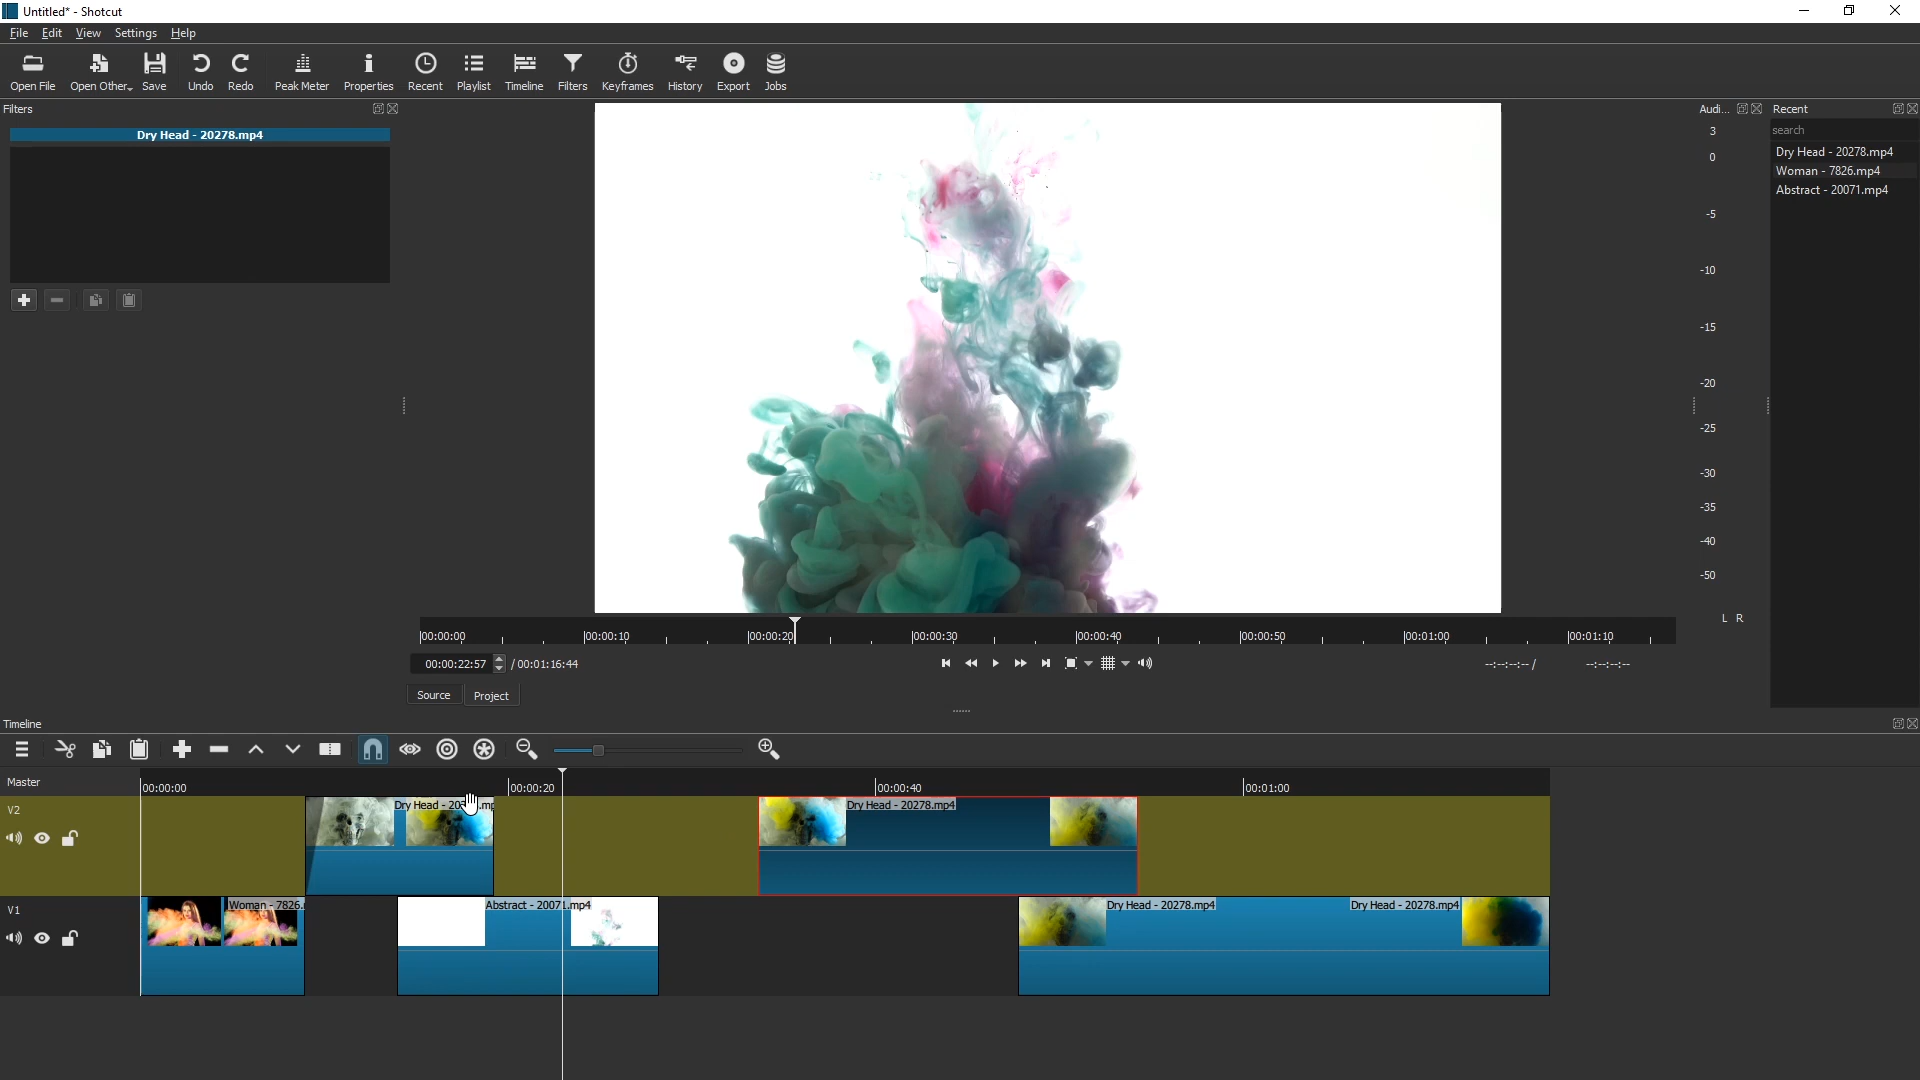 Untitled* - Shotcut
File Edit View Settings Help
Open File Open Other... Save Undo Redo Peak Meter Properties Recent Playlist Timeline Filters Keyframes History Export Jobs
Filters
Dry Head - 20278.mp4
Audi...
3
0
-5
-10
-15
-20
-25
-30
-35
-40
-50
L R
Recent
search
Dry Head - 20278.mp4
Woman - 7826.mp4
Abstract - 20071.mp4
00:00:00 00:00:10 00:00:20 00:00:30 00:00:40 00:00:50 00:01:00 00:01:10
00:00:22:57 / 00:01:16:44
--:--:--:-- / --:--:--:--
Source Project
Timeline
Master
00:00:00 00:00:20 00:00:40 00:01:00
V2
Dry Head - 20
Dry Head - 20278.mp4
V1
Woman - 7826.
Abstract - 20071.mp4
Dry Head - 20278.mp4
Dry Head - 20278.mp4